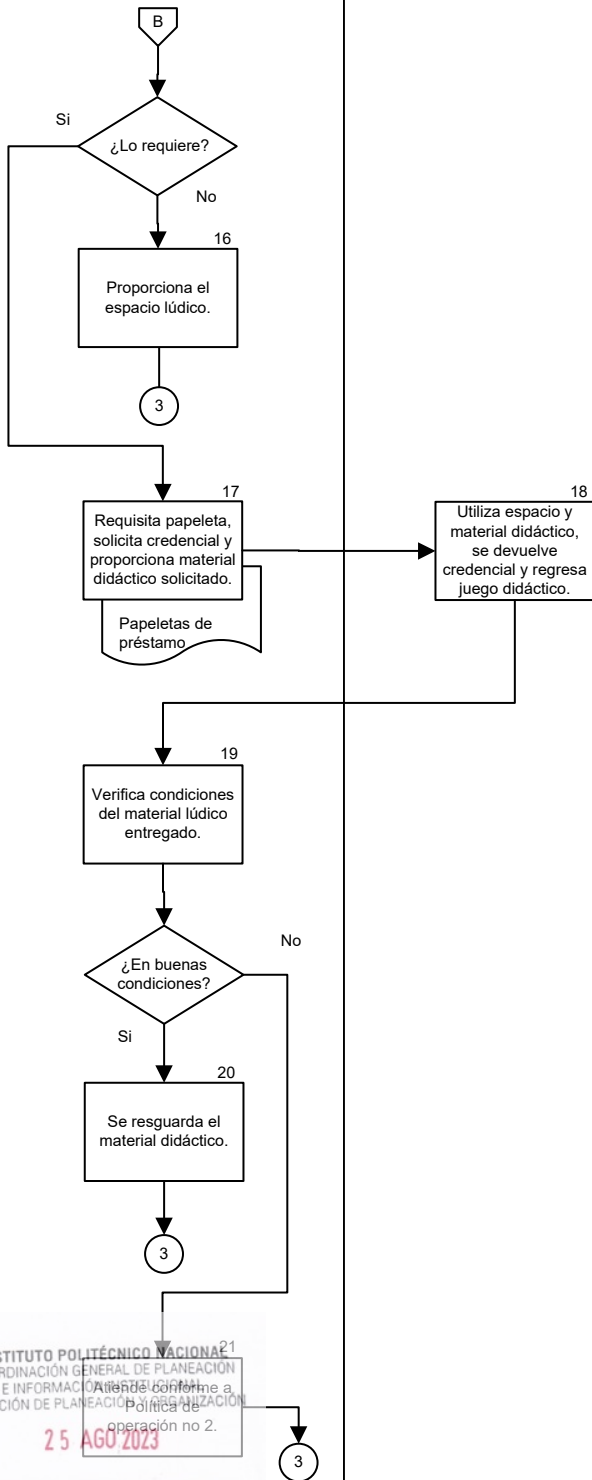 B
Si
¿Lo requiere?
No
16
Proporciona el
espacio lúdico.
3
17
Requisita papeleta,
solicita credencial y
proporciona material
didáctico solicitado.
Papeletas de
préstamo
18
Utiliza espacio y
material didáctico,
se devuelve
credencial y regresa
juego didáctico.
19
Verifica condiciones
del material lúdico
entregado.
¿En buenas
condiciones?
No
Si
20
Se resguarda el
material didáctico.
3
21
Atiende conforme a
Política de
operación no 2.
3
STITUTO POLITÉCNICO NACIONAL
RDINACIÓN GENERAL DE PLANEACIÓN
E INFORMACIÓN INSTITUCIONAL
CIÓN DE PLANEACIÓN Y ORGANIZACIÓN
25 AGO 2023